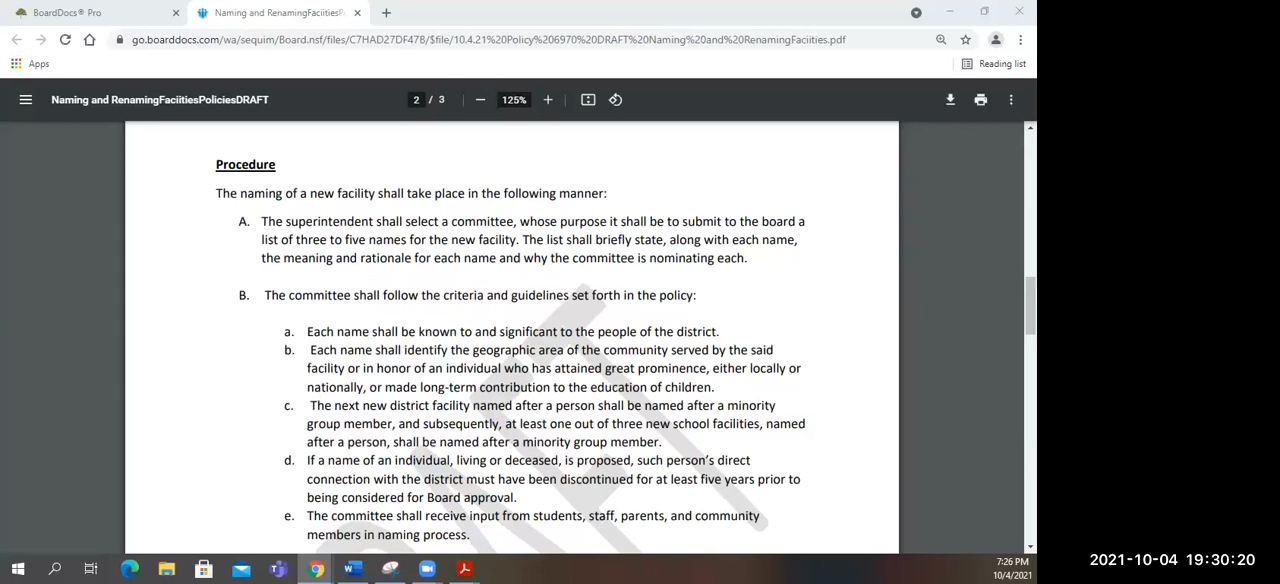 BoardDocs® Pro
Naming and RenamingFaciitiesP
go.boarddocs.com/wa/sequim/Board.nsf/files/C7HAD27DF47B/$file/10.4.21%20Policy%206970%20DRAFT%20Naming%20and%20RenamingFaciities.pdf
Apps
Reading list
Naming and RenamingFaciitiesPoliciesDRAFT
2 / 3
125%
Procedure
The naming of a new facility shall take place in the following manner:
A. The superintendent shall select a committee, whose purpose it shall be to submit to the board a
list of three to five names for the new facility. The list shall briefly state, along with each name,
the meaning and rationale for each name and why the committee is nominating each.
B. The committee shall follow the criteria and guidelines set forth in the policy:
a. Each name shall be known to and significant to the people of the district.
b. Each name shall identify the geographic area of the community served by the said
facility or in honor of an individual who has attained great prominence, either locally or
nationally, or made long-term contribution to the education of children.
c. The next new district facility named after a person shall be named after a minority
group member, and subsequently, at least one out of three new school facilities, named
after a person, shall be named after a minority group member.
d. If a name of an individual, living or deceased, is proposed, such person's direct
connection with the district must have been discontinued for at least five years prior to
being considered for Board approval.
e. The committee shall receive input from students, staff, parents, and community
members in naming process.
7:26 PM
10/4/2021
2021-10-04 19:30:20